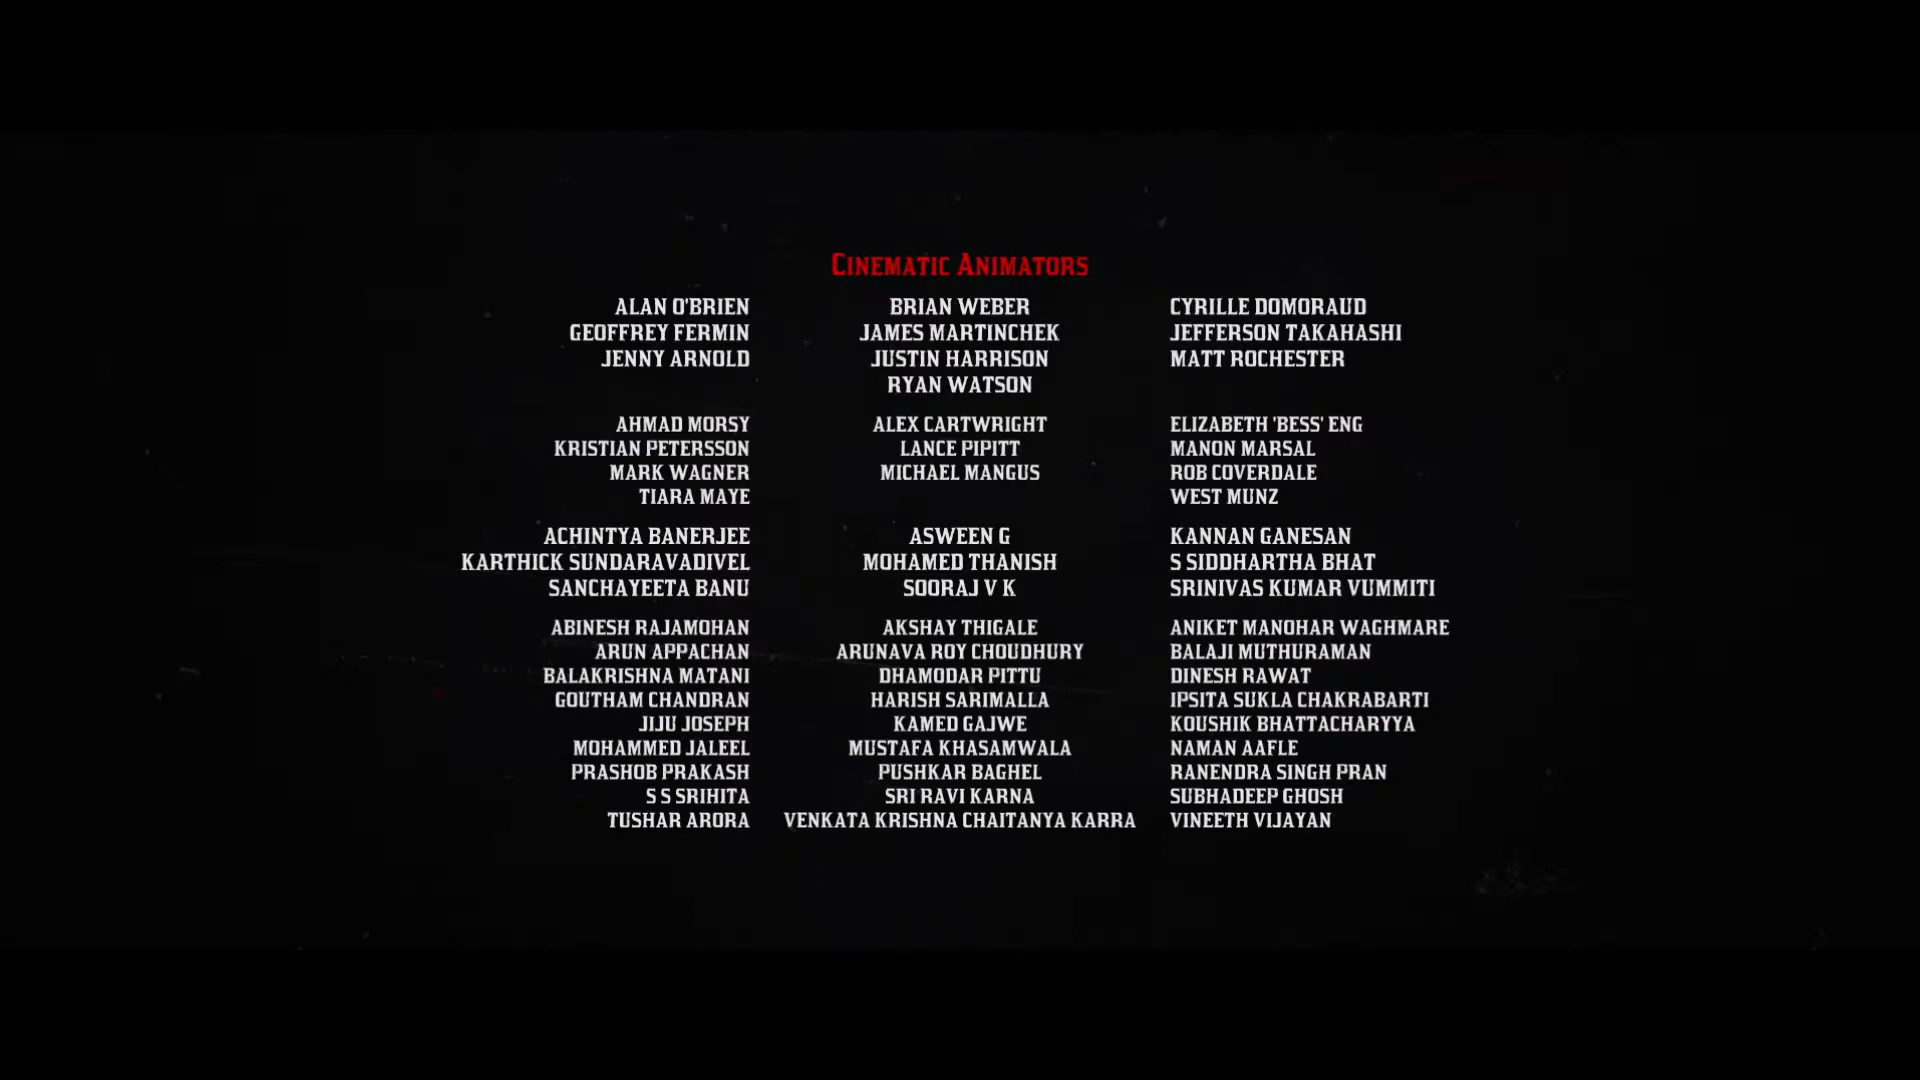 CINEMATIC ANIMATORS
ALAN O'BRIEN BRIAN WEBER CYRILLE DOMORAUD
GEOFFREY FERMIN JAMES MARTINCHEK JEFFERSON TAKAHASHI
JENNY ARNOLD JUSTIN HARRISON MATT ROCHESTER
RYAN WATSON
AHMAD MORSY ALEX CARTWRIGHT ELIZABETH 'BESS' ENG
KRISTIAN PETERSSON LANCE PIPITT MANON MARSAL
MARK WAGNER MICHAEL MANGUS ROB COVERDALE
TIARA MAYE WEST MUNZ
ACHINTYA BANERJEE ASWEEN G KANNAN GANESAN
KARTHICK SUNDARAVADIVEL MOHAMED THANISH S SIDDHARTHA BHAT
SANCHAYEETA BANU SOORAJ V K SRINIVAS KUMAR VUMMITI
ABINESH RAJAMOHAN AKSHAY THIGALE ANIKET MANOHAR WAGHMARE
ARUN APPACHAN ARUNAVA ROY CHOUDHURY BALAJI MUTHURAMAN
BALAKRISHNA MATANI DHAMODAR PITTU DINESH RAWAT
GOUTHAM CHANDRAN HARISH SARIMALLA IPSITA SUKLA CHAKRABARTI
JIJU JOSEPH KAMED GAJWE KOUSHIK BHATTACHARYYA
MOHAMMED JALEEL MUSTAFA KHASAMWALA NAMAN AAFLE
PRASHOB PRAKASH PUSHKAR BAGHEL RANENDRA SINGH PRAN
S S SRIHITA SRI RAVI KARNA SUBHADEEP GHOSH
TUSHAR ARORA VENKATA KRISHNA CHAITANYA KARRA VINEETH VIJAYAN